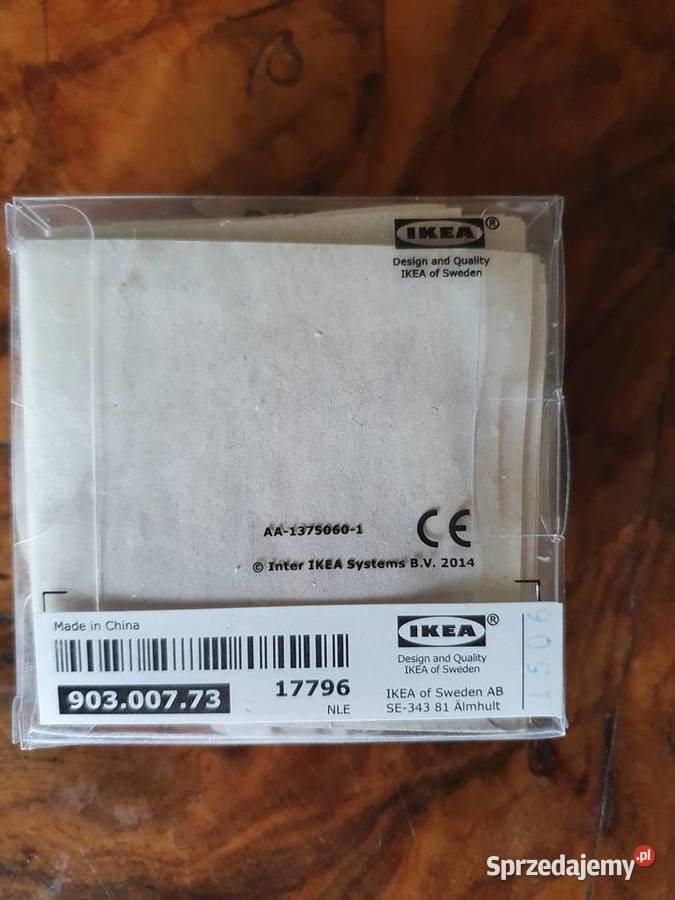 IKEA®
Design and Quality
IKEA of Sweden
AA-1375060-1
CE
© Inter IKEA Systems B.V. 2014
Made in China
IKEA®
Design and Quality
IKEA of Sweden
903.007.73
17796
NLE
IKEA of Sweden AB
SE-343 81 Älmhult
1506
Sprzedajemy.pl